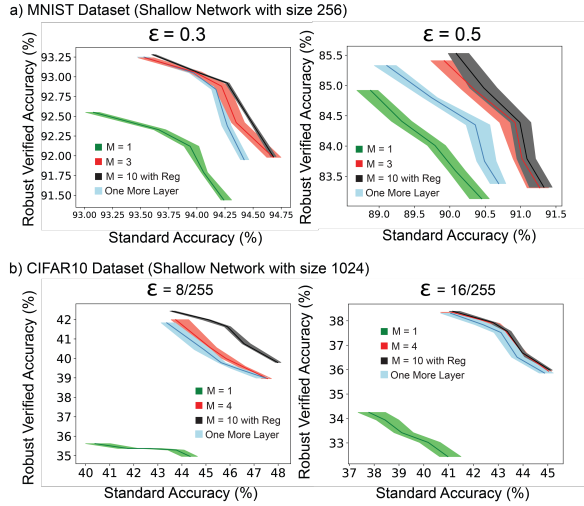 a) MNIST Dataset (Shallow Network with size 256)
ε = 0.3
Robust Verified Accuracy (%)
93.25
93.00
92.75
92.50
92.25
92.00
91.75
91.50
M = 1
M = 3
M = 10 with Reg
One More Layer
93.00 93.25 93.50 93.75 94.00 94.25 94.50 94.75
Standard Accuracy (%)
ε = 0.5
Robust Verified Accuracy (%)
85.5
85.0
84.5
84.0
83.5
M = 1
M = 3
M = 10 with Reg
One More Layer
89.0 89.5 90.0 90.5 91.0 91.5
Standard Accuracy (%)
b) CIFAR10 Dataset (Shallow Network with size 1024)
ε = 8/255
Robust Verified Accuracy (%)
42
41
40
39
38
37
36
35
M = 1
M = 4
M = 10 with Reg
One More Layer
40 41 42 43 44 45 46 47 48
Standard Accuracy (%)
ε = 16/255
Robust Verified Accuracy (%)
38
37
36
35
34
33
M = 1
M = 4
M = 10 with Reg
One More Layer
37 38 39 40 41 42 43 44 45
Standard Accuracy (%)